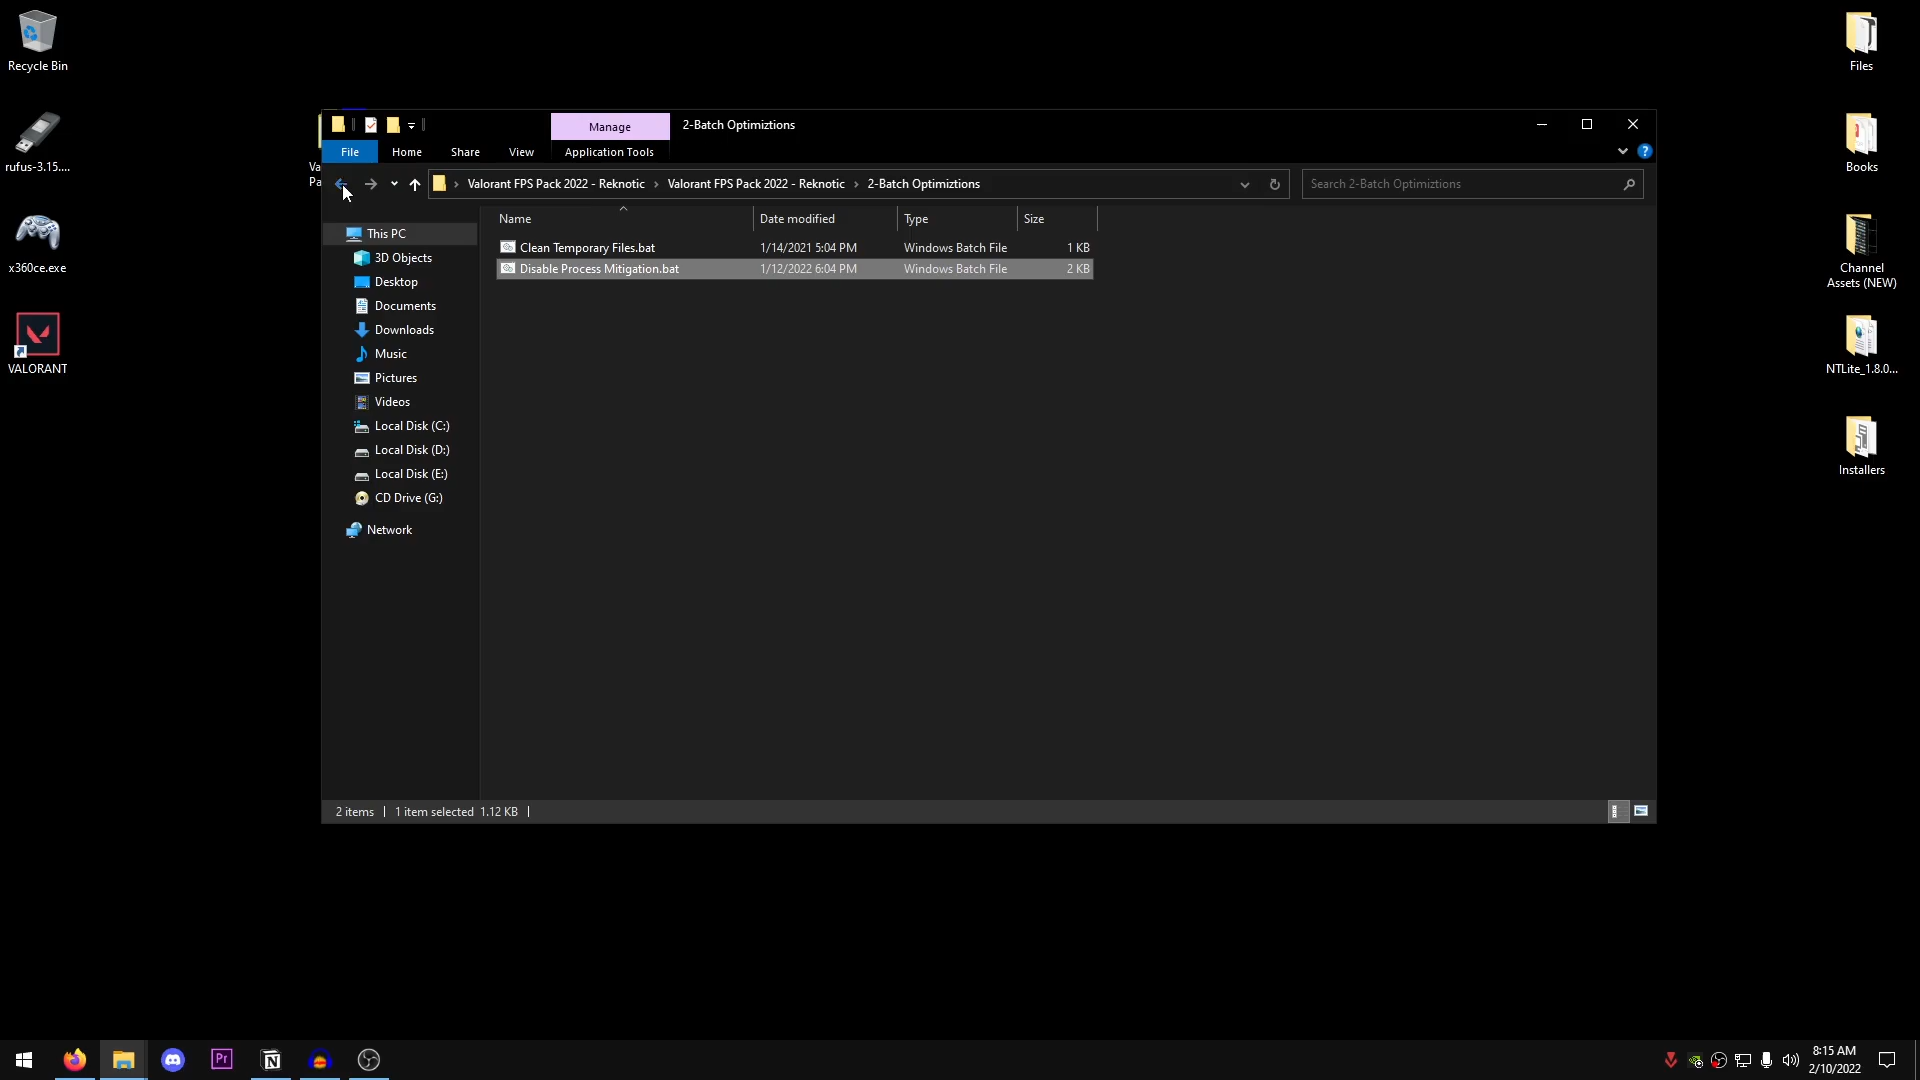 Recycle Bin
rufus-3.15....
x360ce.exe
VALORANT
Va
Pa
Manage
2-Batch Optimiztions
File
Home
Share
View
Application Tools
Valorant FPS Pack 2022 - Reknotic
Valorant FPS Pack 2022 - Reknotic
2-Batch Optimiztions
Search 2-Batch Optimiztions
Name
Date modified
Type
Size
Clean Temporary Files.bat
1/14/2021 5:04 PM
Windows Batch File
1 KB
Disable Process Mitigation.bat
1/12/2022 6:04 PM
Windows Batch File
2 KB
This PC
3D Objects
Desktop
Documents
Downloads
Music
Pictures
Videos
Local Disk (C:)
Local Disk (D:)
Local Disk (E:)
CD Drive (G:)
Network
2 items
1 item selected 1.12 KB
Files
Books
Channel
Assets (NEW)
NTLite_1.8.0...
Installers
Pr
8:15 AM
2/10/2022